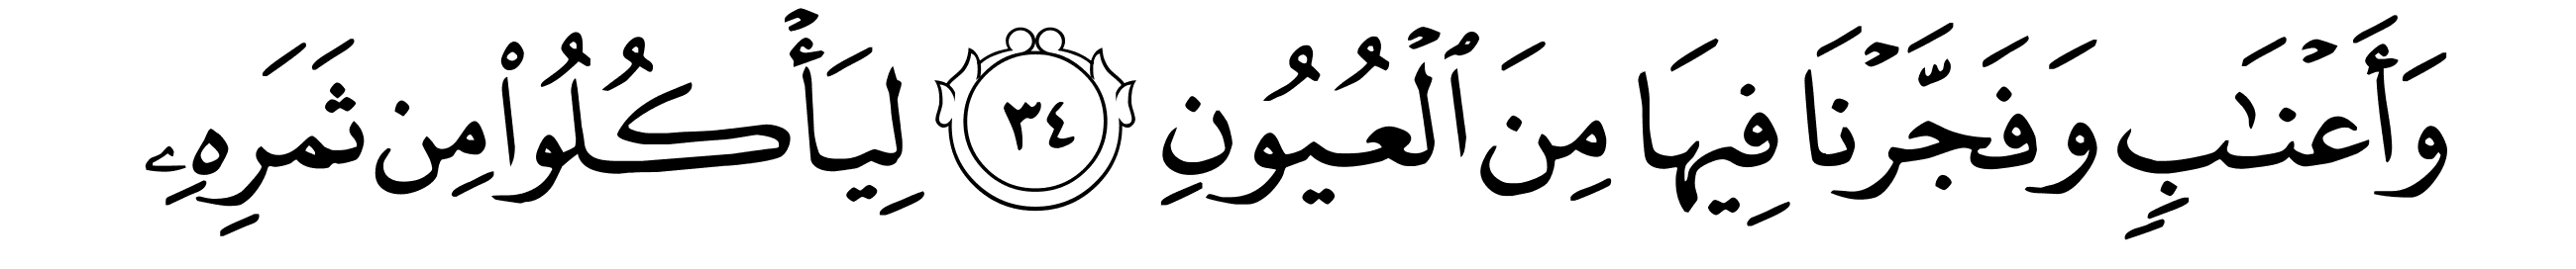 وَأَعۡنَٰبٖ وَفَجَّرۡنَا فِيهَا مِنَ ٱلۡعُيُونِ ٣٤ لِيَأۡكُلُواْ مِن ثَمَرِهِۦ